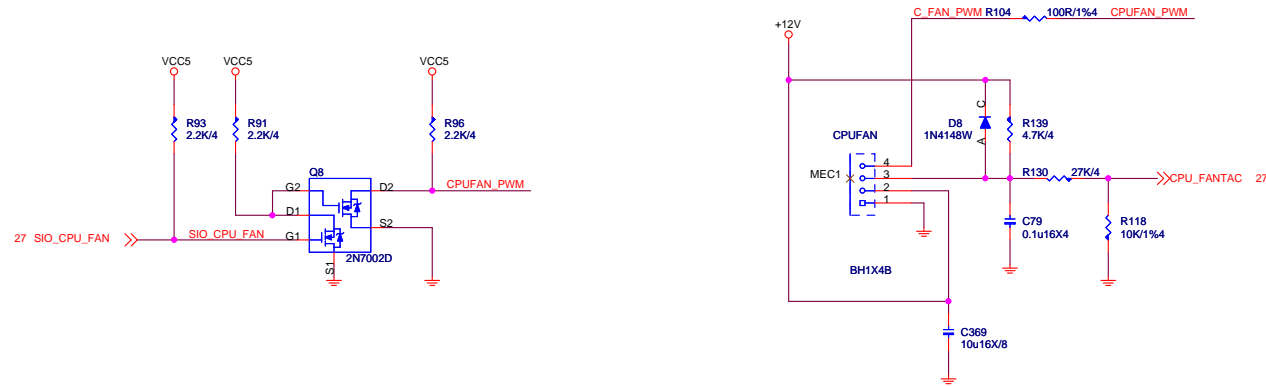 C_FAN_PWM R104 100R/1%4 CPUFAN_PWM
+12V
VCC5 VCC5 VCC5
R93
2.2K/4
R91
2.2K/4
R96
2.2K/4
Q8
G2 D2 CPUFAN_PWM
D1
S2
27 SIO_CPU_FAN SIO_CPU_FAN G1
S1
2N7002D
C
D8
1N4148W
A
R139
4.7K/4
CPUFAN
MEC1
4
3
2
1
R130 27K/4 CPU_FANTAC 27
C79
0.1u16X4
R118
10K/1%4
BH1X4B
C369
10u16X/8